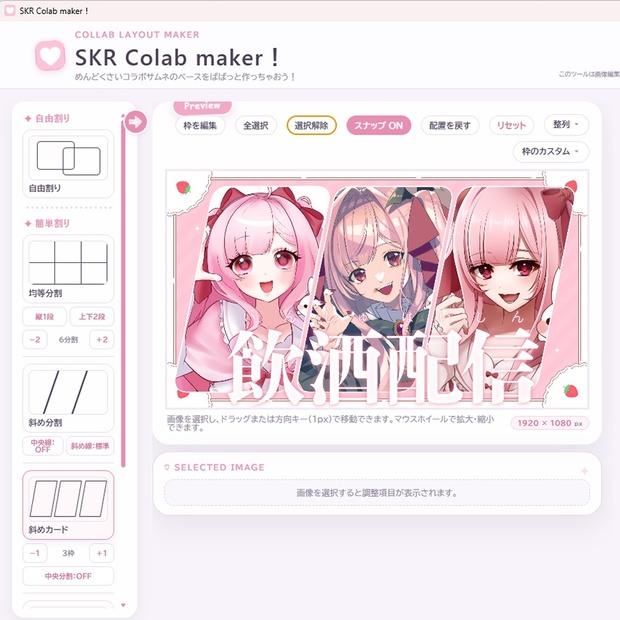 SKR Colab maker！
COLLAB LAYOUT MAKER
SKR Colab maker！
めんどくさいコラボサムネのベースをぱぱっと作っちゃおう！
このツールは画像編集
自由割り
自由割り
簡単割り
均等分割
縦1段
上下2段
−2
6分割
+2
斜め分割
中央線：OFF
斜め線：標準
斜めカード
−1
3枠
+1
中央分割：OFF
Preview
枠を編集
全選択
選択解除
スナップ ON
配置を戻す
リセット
整列
枠のカスタム
いんしゅはいしん
飲酒配信
画像を選択し、ドラッグまたは方向キー（1px）で移動できます。マウスホイールで拡大・縮小
できます。
1920 × 1080 px
SELECTED IMAGE
画像を選択すると調整項目が表示されます。